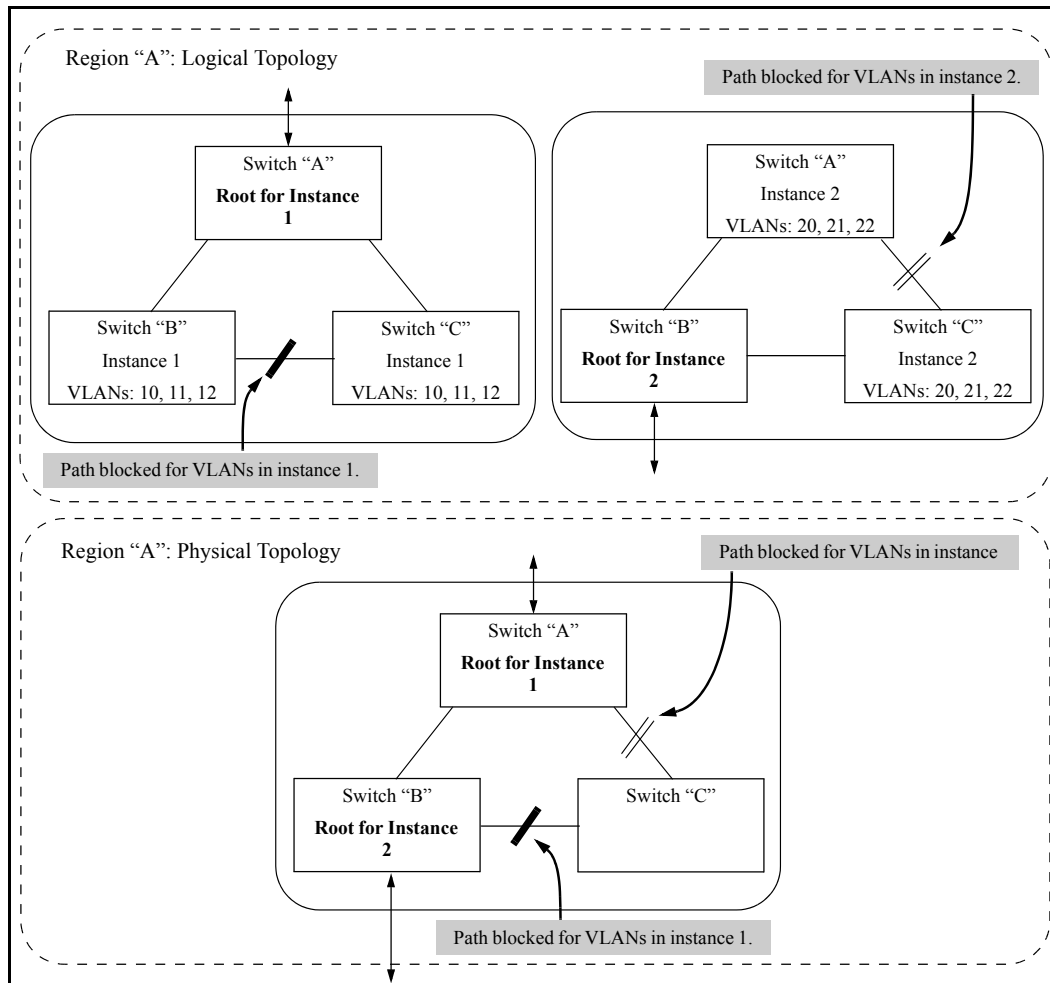 Region “A”: Logical Topology
Path blocked for VLANs in instance 2.
Switch “A”
Root for Instance
1
Switch “B”
Instance 1
VLANs: 10, 11, 12
Switch “C”
Instance 1
VLANs: 10, 11, 12
Path blocked for VLANs in instance 1.
Switch “A”
Instance 2
VLANs: 20, 21, 22
Switch “B”
Root for Instance
2
Switch “C”
Instance 2
VLANs: 20, 21, 22
Region “A”: Physical Topology
Path blocked for VLANs in instance
Switch “A”
Root for Instance
1
Switch “B”
Root for Instance
2
Switch “C”
Path blocked for VLANs in instance 1.